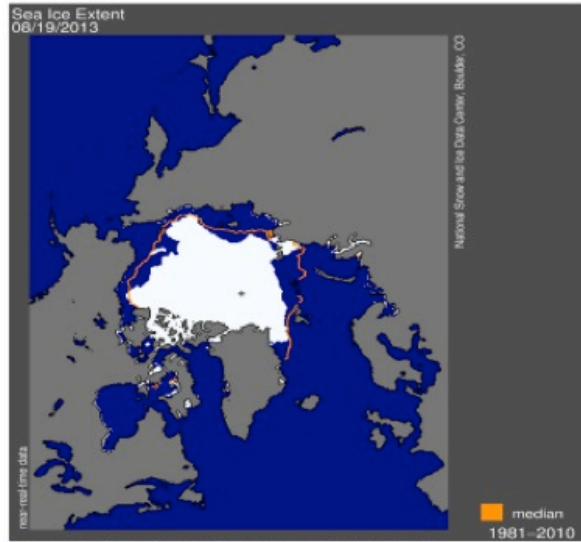 Sea Ice Extent
08/19/2013
National Snow and Ice Data Center, Boulder, CO
near-real-time data
median
1981-2010